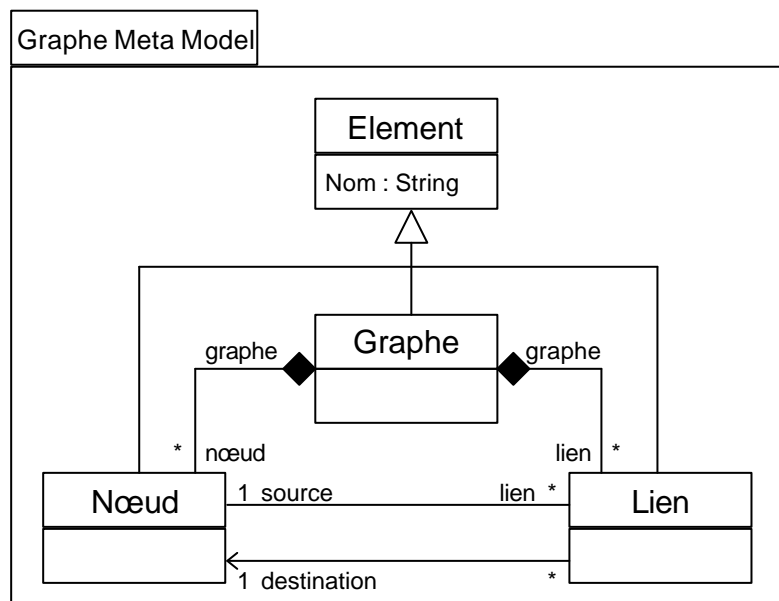 Graphe Meta Model
Element
Nom : String
Graphe
graphe
graphe
* nœud
lien *
Nœud
1 source
lien *
Lien
1 destination
*